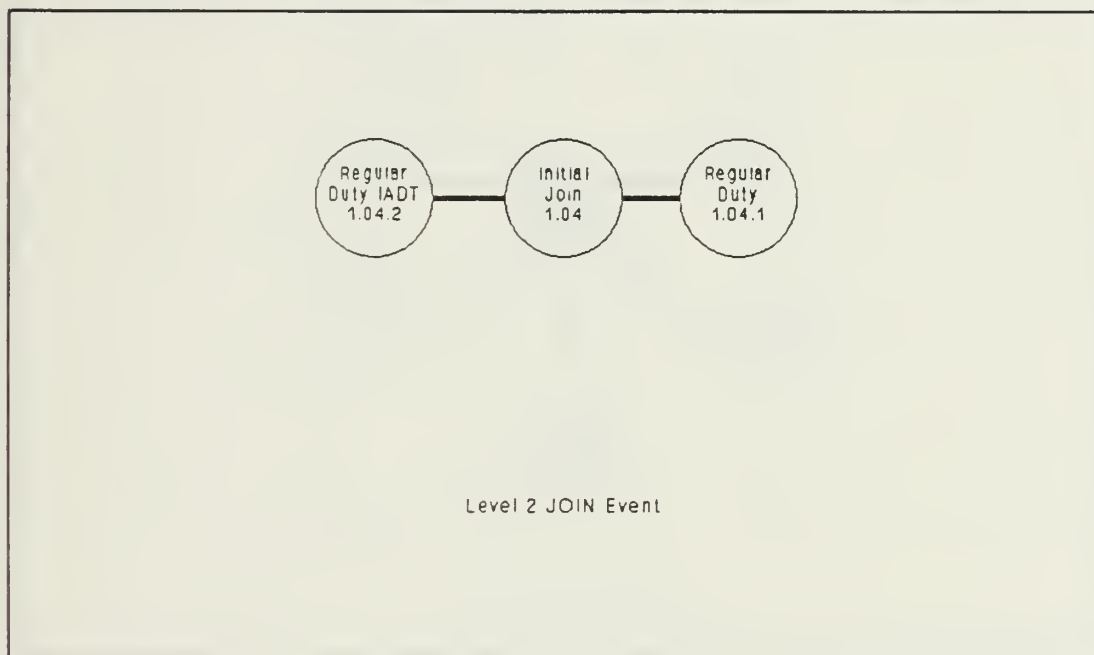 Regular
Duty IADT
1.04.2
Initial
Join
1.04
Regular
Duty
1.04.1
Level 2 JOIN Event